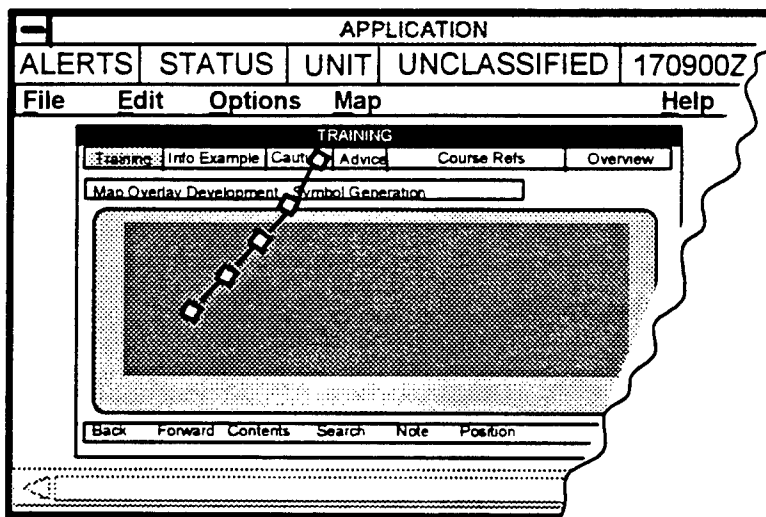 APPLICATION
ALERTS STATUS UNIT UNCLASSIFIED 170900Z
File Edit Options Map Help
TRAINING
Training Info Example Advice Course Refs Overview
Map Overlay Development Symbol Generation
Back Forward Contents Search Note Position